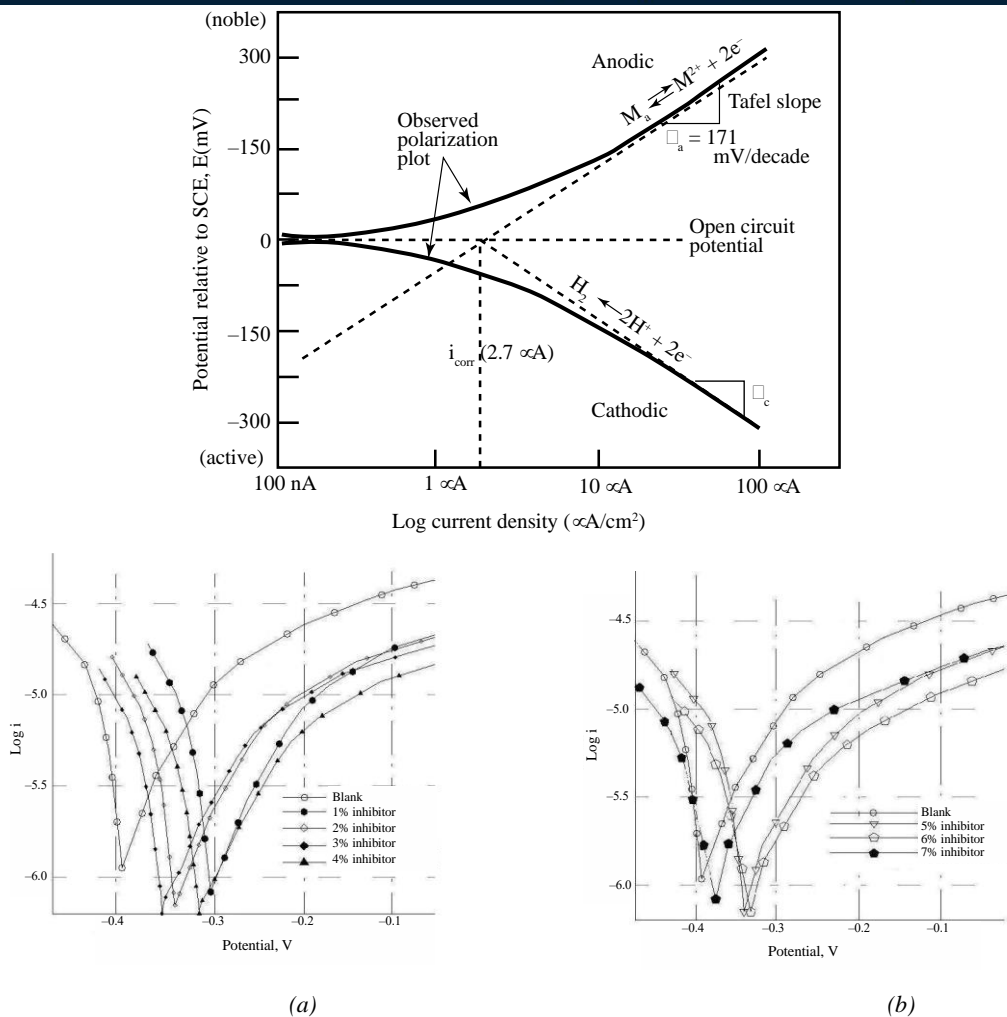 (noble)
300
−150
0
−150
−300
(active)
Potential relative to SCE, E(mV)
Anodic
Observed
polarization
plot
Mₐ ⇄ M²⁺ + 2e⁻
Tafel slope
□ₐ = 171
mV/decade
Open circuit
potential
H₂ ← 2H⁺ + 2e⁻
i_corr (2.7 ∝A)
□_c
Cathodic
100 nA 1 ∝A 10 ∝A 100 ∝A
Log current density (∝A/cm²)
−4.5
−5.0
−5.5
−6.0
Log i
Blank
1% inhibitor
2% inhibitor
3% inhibitor
4% inhibitor
−0.4 −0.3 −0.2 −0.1
Potential, V
(a)
−4.5
−5.0
−5.5
−6.0
Log i
Blank
5% inhibitor
6% inhibitor
7% inhibitor
−0.4 −0.3 −0.2 −0.1
Potential, V
(b)